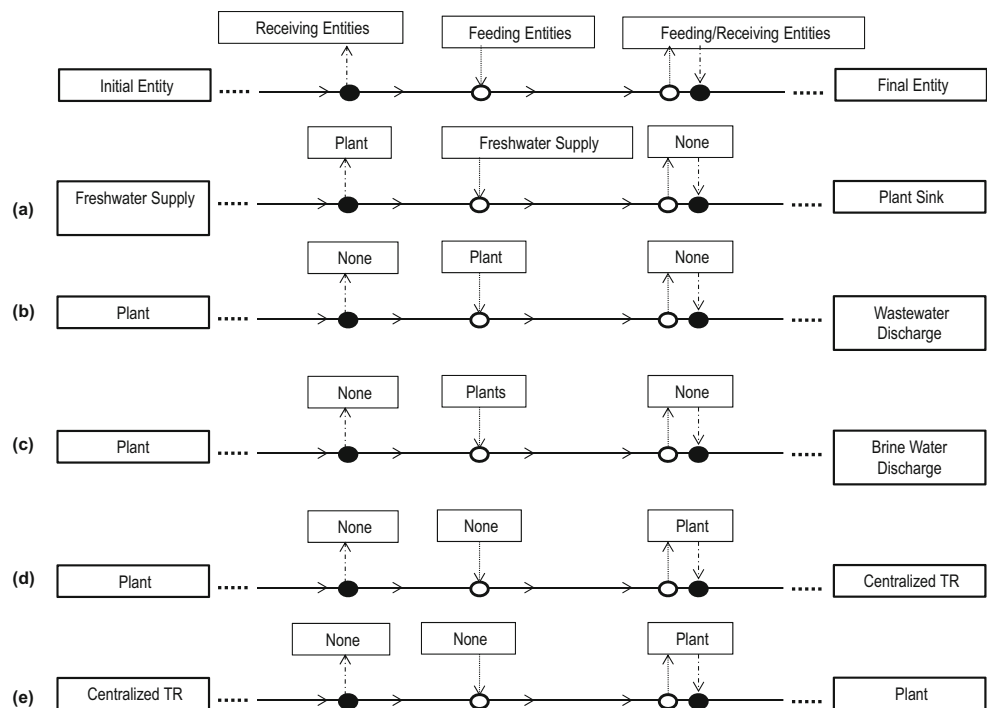 Receiving Entities
Feeding Entities
Feeding/Receiving Entities
Initial Entity
Final Entity
Plant
Freshwater Supply
None
(a)
Freshwater Supply
Plant Sink
None
Plant
None
(b)
Plant
Wastewater
Discharge
None
Plants
None
(c)
Plant
Brine Water
Discharge
None
None
Plant
(d)
Plant
Centralized TR
None
None
Plant
(e)
Centralized TR
Plant